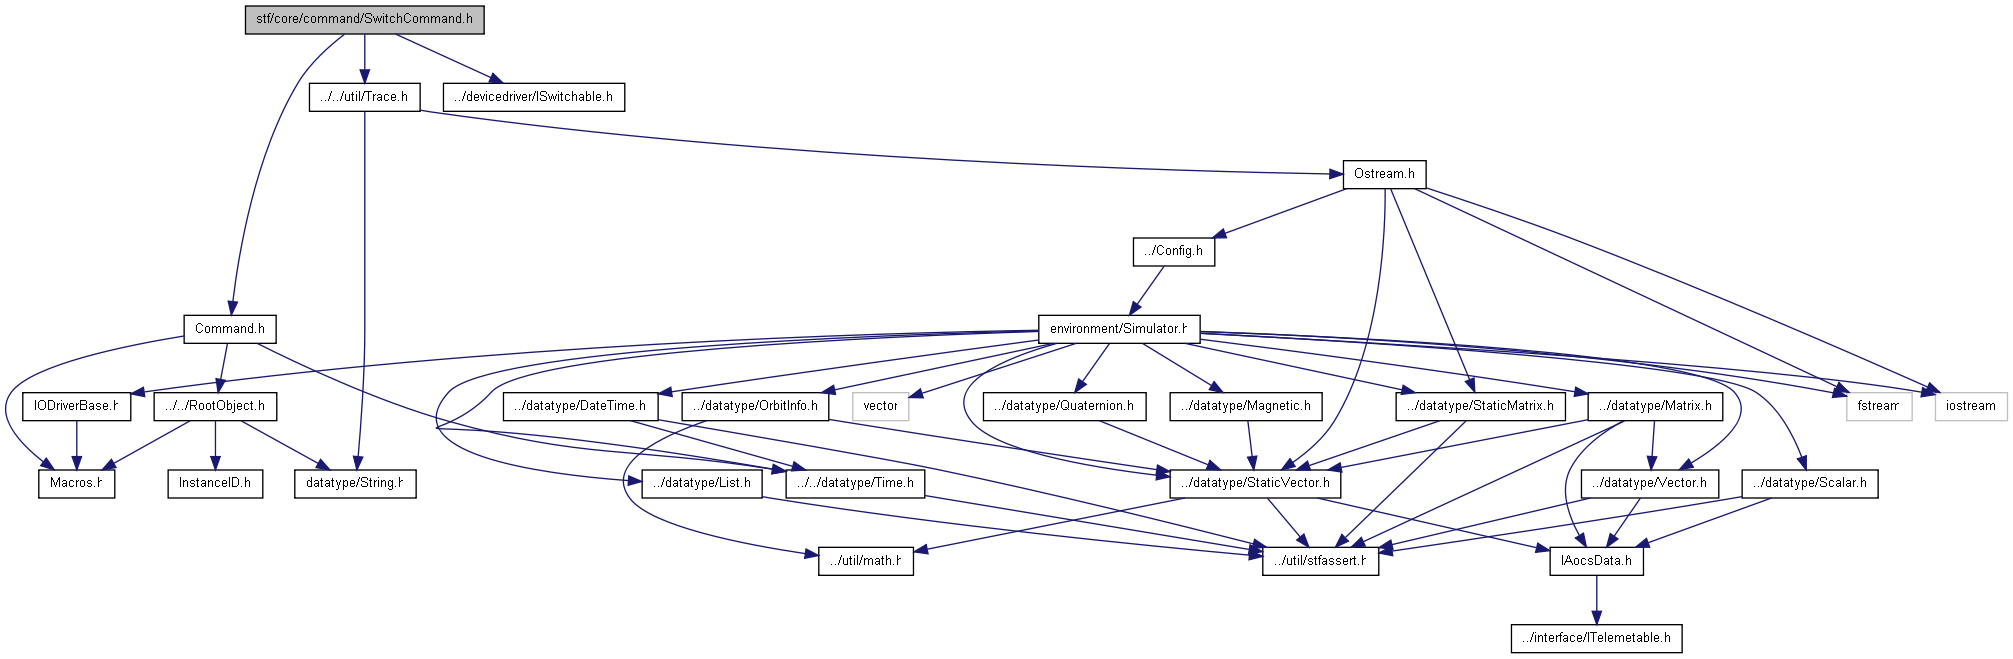 stf/core/command/SwitchCommand.h
../../util/Trace.h
../devicedriver/ISwitchable.h
Ostream.h
../Config.h
Command.h
environment/Simulator.h
IODriverBase.h
../../RootObject.h
../datatype/DateTime.h
../datatype/OrbitInfo.h
vector
../datatype/Quaternion.h
../datatype/Magnetic.h
../datatype/StaticMatrix.h
../datatype/Matrix.h
fstream
iostream
Macros.h
InstanceID.h
datatype/String.h
../datatype/List.h
../../datatype/Time.h
../datatype/StaticVector.h
../datatype/Vector.h
../datatype/Scalar.h
../util/math.h
../util/stfassert.h
IAocsData.h
../interface/ITelemetable.h